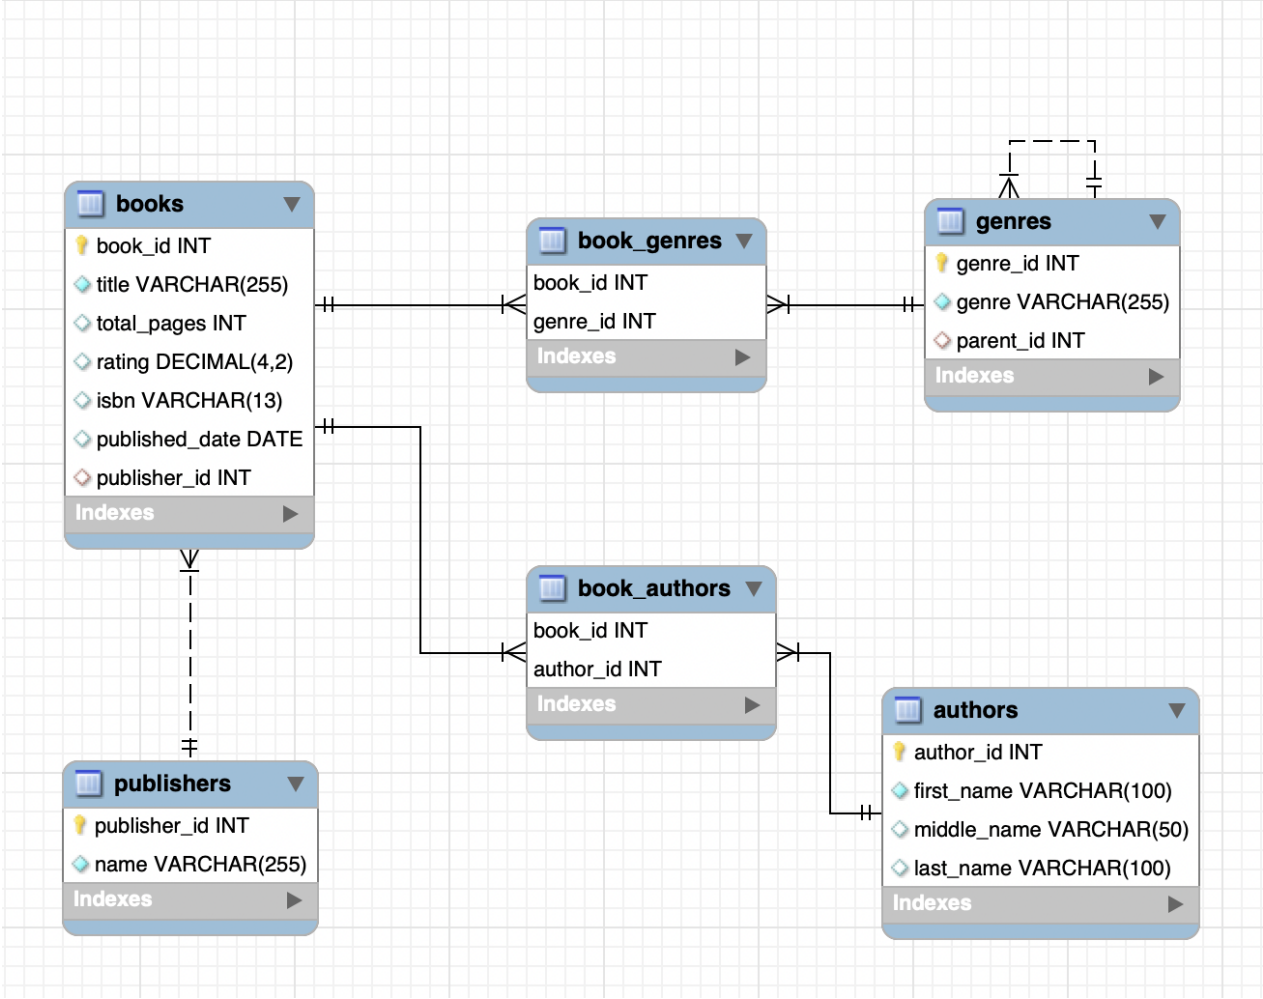 books
book_id INT
title VARCHAR(255)
total_pages INT
rating DECIMAL(4,2)
isbn VARCHAR(13)
published_date DATE
publisher_id INT
Indexes
book_genres
book_id INT
genre_id INT
Indexes
genres
genre_id INT
genre VARCHAR(255)
parent_id INT
Indexes
book_authors
book_id INT
author_id INT
Indexes
publishers
publisher_id INT
name VARCHAR(255)
Indexes
authors
author_id INT
first_name VARCHAR(100)
middle_name VARCHAR(50)
last_name VARCHAR(100)
Indexes